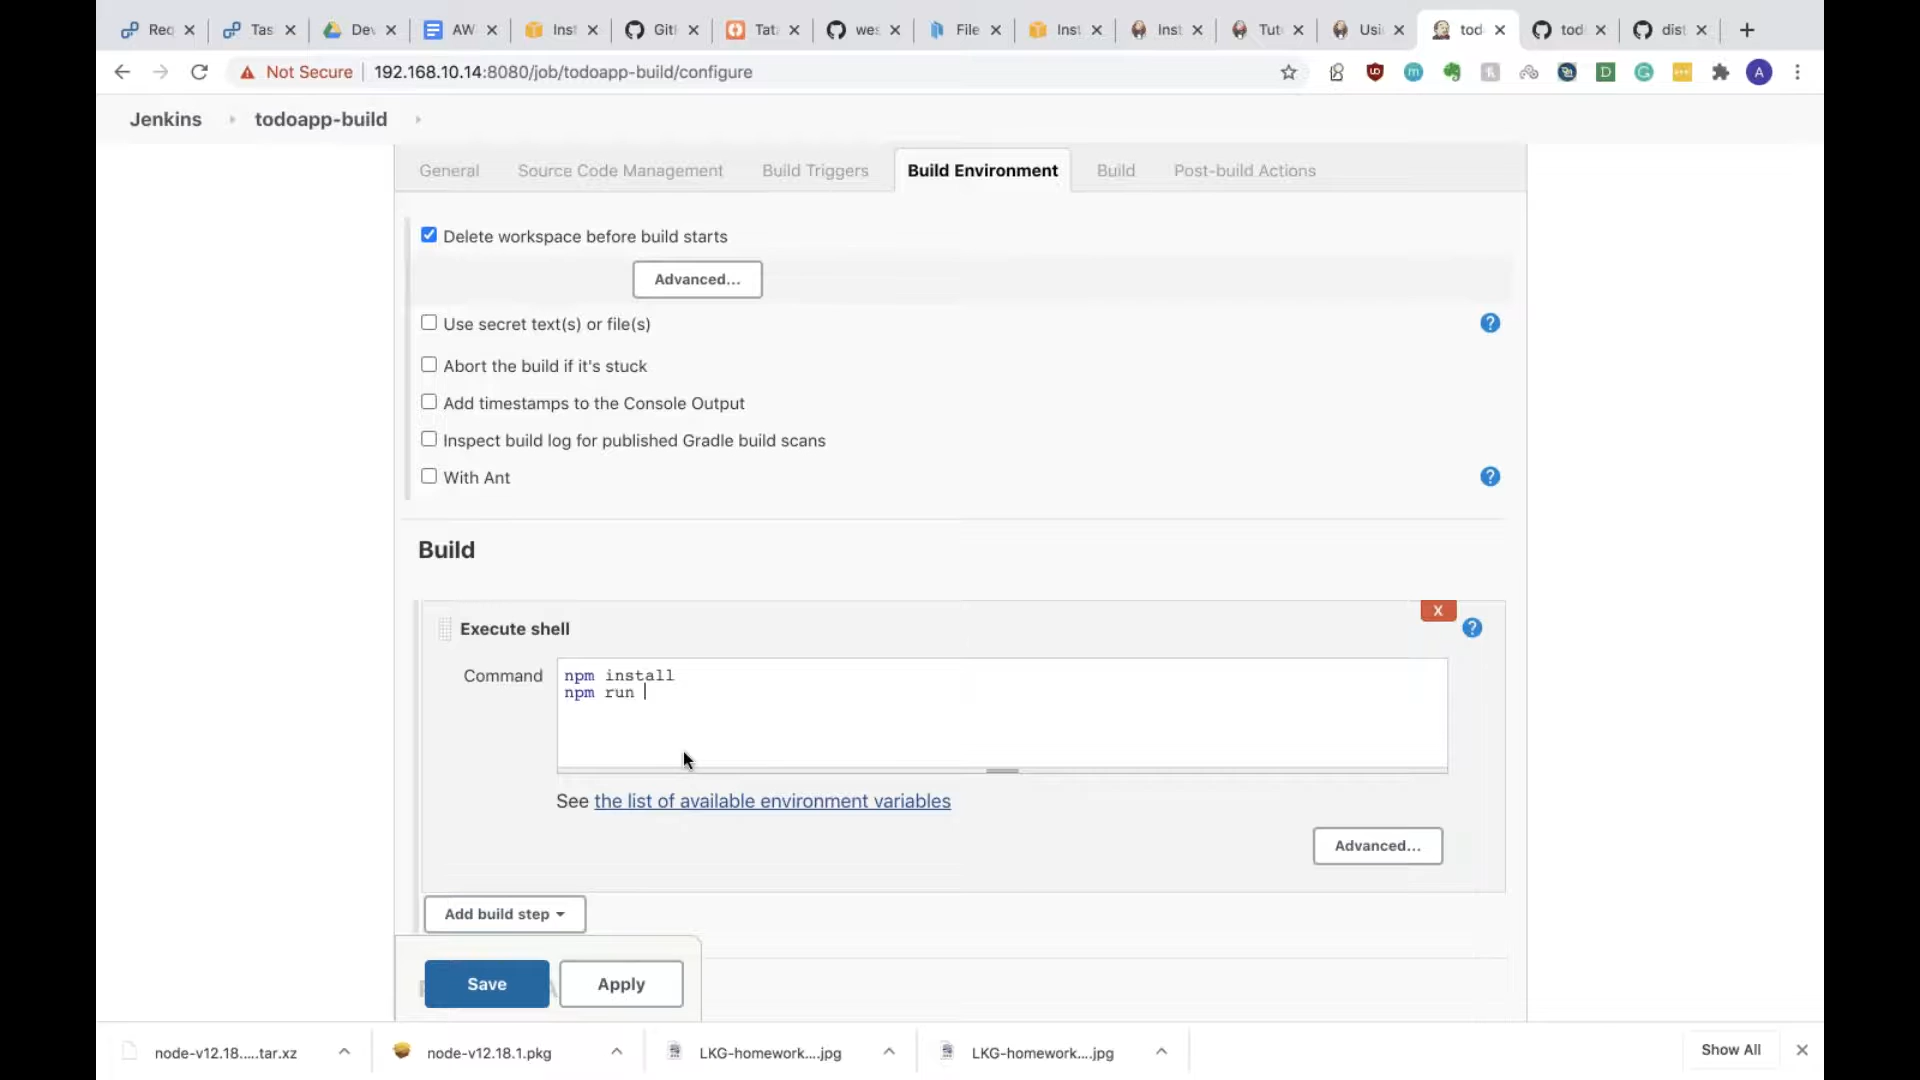 Req
Tas
Dev
AW
Inst
Gitl
Tat
wes
File
Inst
Inst
Tut
Usi
tod
tod
dist
Not Secure
192.168.10.14:8080/job/todoapp-build/configure
A
Jenkins
todoapp-build
General
Source Code Management
Build Triggers
Build Environment
Build
Post-build Actions
Delete workspace before build starts
Advanced...
Use secret text(s) or file(s)
?
Abort the build if it's stuck
Add timestamps to the Console Output
Inspect build log for published Gradle build scans
With Ant
?
Build
X
Execute shell
?
Command
npm install
npm run
See the list of available environment variables
Advanced...
Add build step
Save
Apply
node-v12.18.....tar.xz
node-v12.18.1.pkg
LKG-homework....jpg
LKG-homework....jpg
Show All